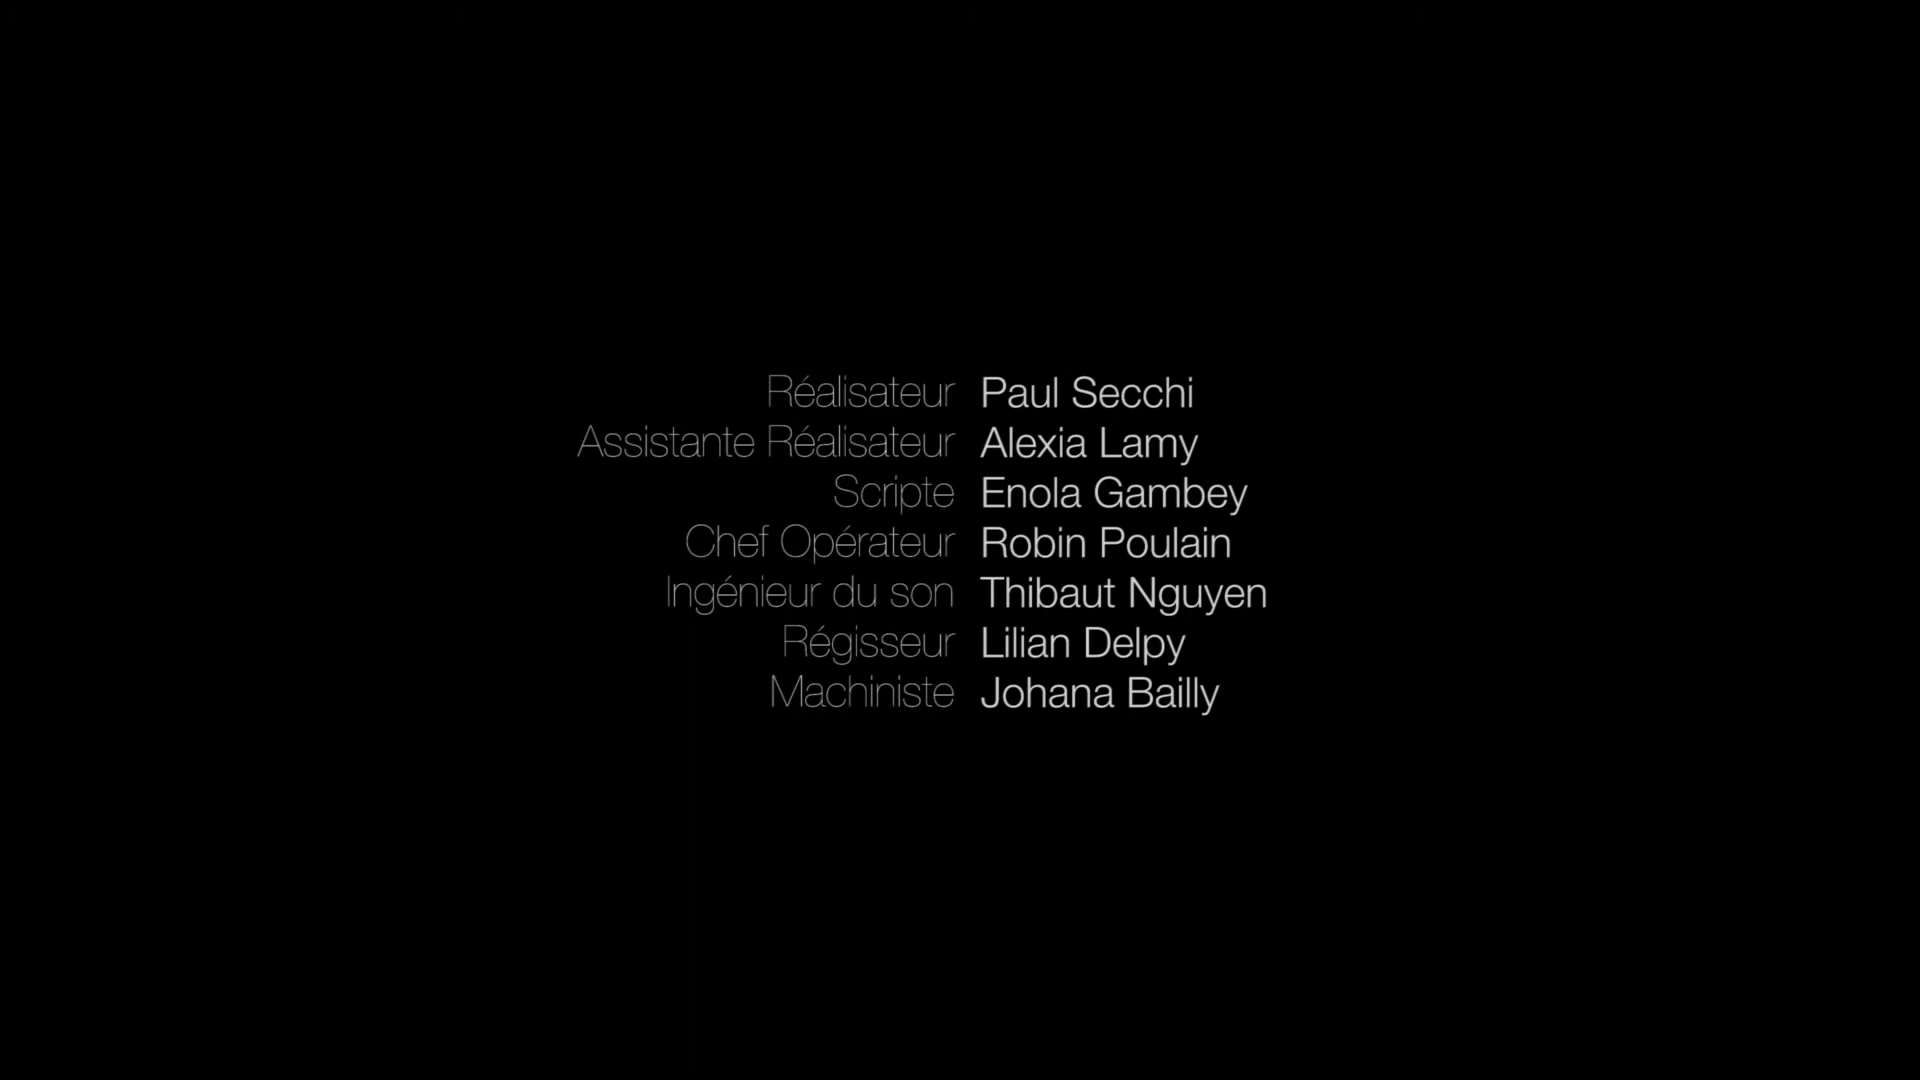 Réalisateur Paul Secchi
Assistante Réalisateur Alexia Lamy
Scripte Enola Gambey
Chef Opérateur Robin Poulain
Ingénieur du son Thibaut Nguyen
Régisseur Lilian Delpy
Machiniste Johana Bailly